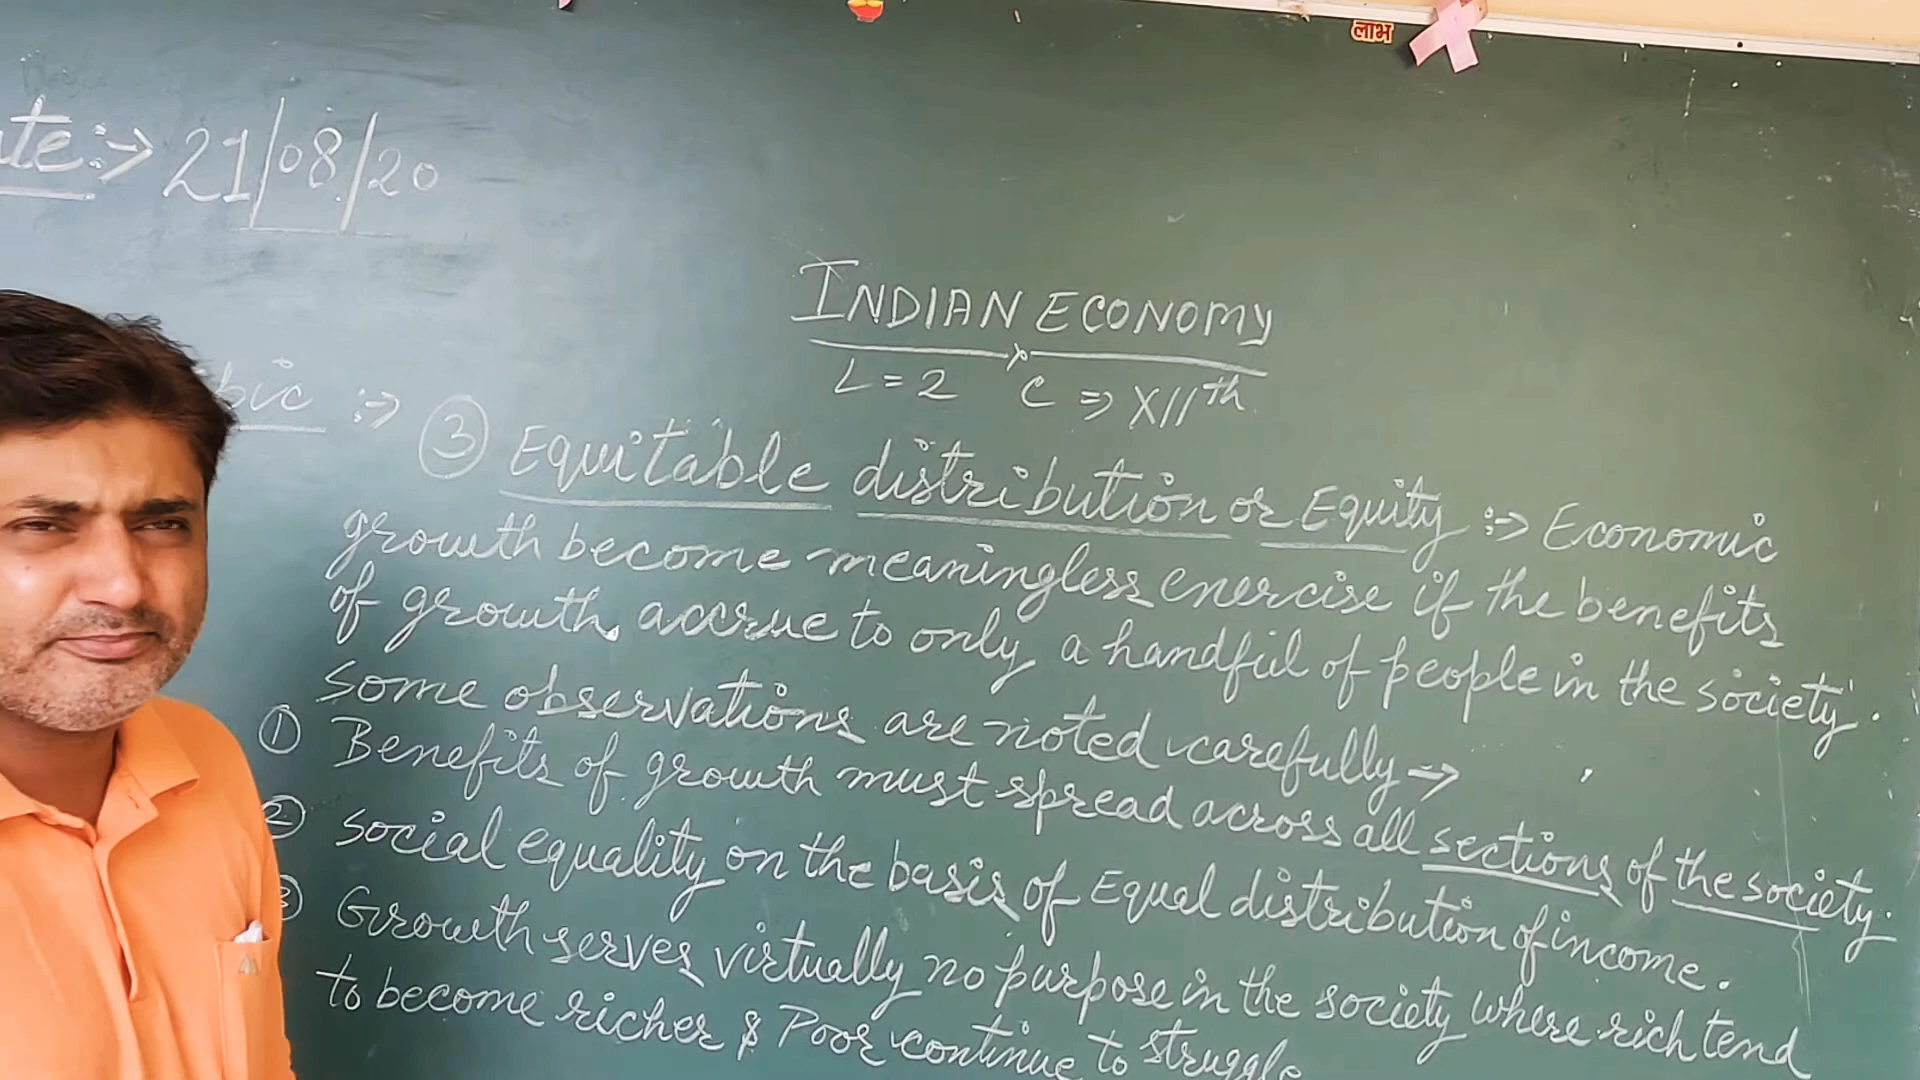 लाभ
ate :-> 21/08/20
INDIAN ECONOMY
L=2 C => XIIth
bic :-> ③ Equitable distribution or Equity :-> Economic
growth become meaningless enercise if the benefits
of growth accrue to only a handful of people in the society.
Some observations are noted carefully ->
① Benefits of growth must spread across all sections of the society.
② Social equality on the basis of Equal distribution of income.
③ Growth serves virtually no purpose in the society where rich tend
to become richer & Poor continue to struggle